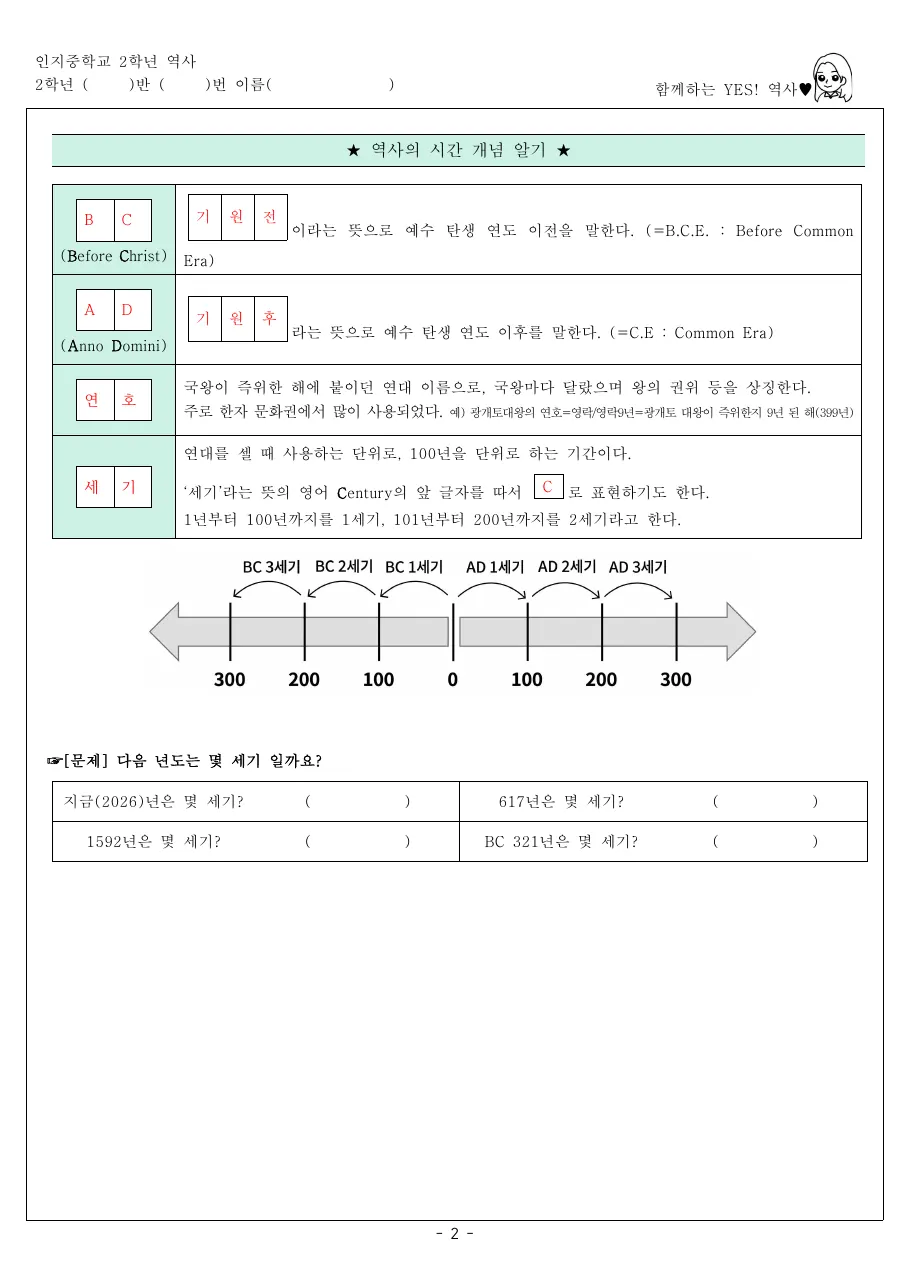 인지중학교 2학년 역사
2학년 ( )반 ( )번 이름( )
함께하는 YES! 역사♥
★ 역사의 시간 개념 알기 ★
B C
(Before Christ)
기 원 전 이라는 뜻으로 예수 탄생 연도 이전을 말한다. (=B.C.E. : Before Common
Era)
A D
(Anno Domini)
기 원 후 라는 뜻으로 예수 탄생 연도 이후를 말한다. (=C.E : Common Era)
연 호
국왕이 즉위한 해에 붙이던 연대 이름으로, 국왕마다 달랐으며 왕의 권위 등을 상징한다.
주로 한자 문화권에서 많이 사용되었다. 예) 광개토대왕의 연호=영락/영락9년=광개토 대왕이 즉위한지 9년 된 해(399년)
세 기
연대를 셀 때 사용하는 단위로, 100년을 단위로 하는 기간이다.
‘세기’라는 뜻의 영어 Century의 앞 글자를 따서 C 로 표현하기도 한다.
1년부터 100년까지를 1세기, 101년부터 200년까지를 2세기라고 한다.
BC 3세기 BC 2세기 BC 1세기 AD 1세기 AD 2세기 AD 3세기
300 200 100 0 100 200 300
☞[문제] 다음 년도는 몇 세기 일까요?
지금(2026)년은 몇 세기? ( ) 617년은 몇 세기? ( )
1592년은 몇 세기? ( ) BC 321년은 몇 세기? ( )
- 2 -